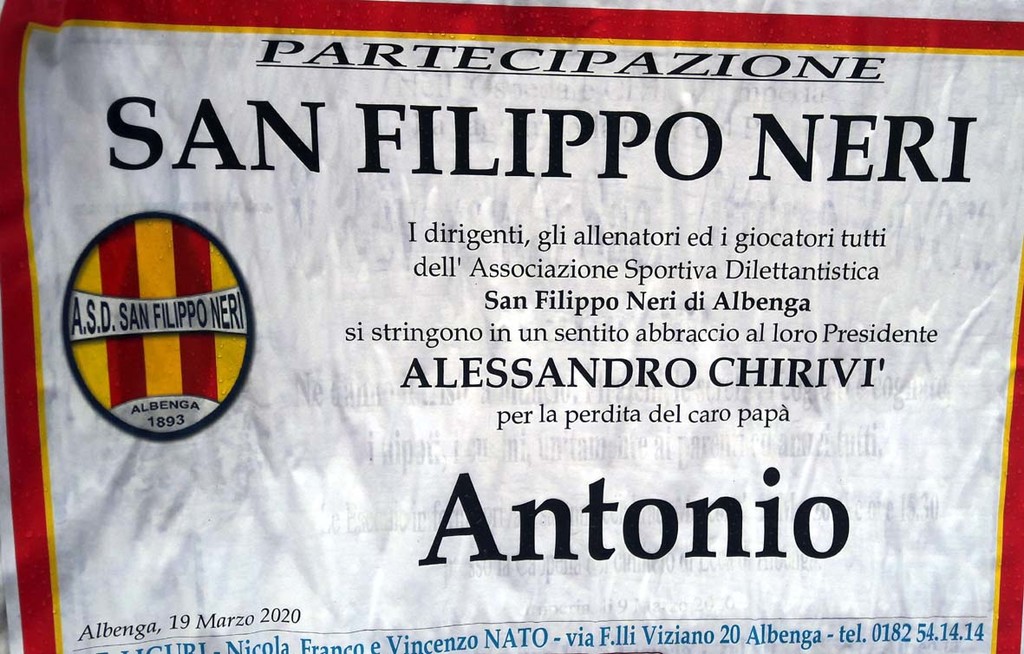 PARTECIPAZIONE
SAN FILIPPO NERI
I dirigenti, gli allenatori ed i giocatori tutti
dell' Associazione Sportiva Dilettantistica
San Filippo Neri di Albenga
si stringono in un sentito abbraccio al loro Presidente
ALESSANDRO CHIRIVI'
per la perdita del caro papà
Antonio
A.S.D. SAN FILIPPO NERI
ALBENGA
1893
Albenga, 19 Marzo 2020
LIGURI - Nicola, Franco e Vincenzo NATO - via F.lli Viziano 20 Albenga - tel. 0182 54.14.14